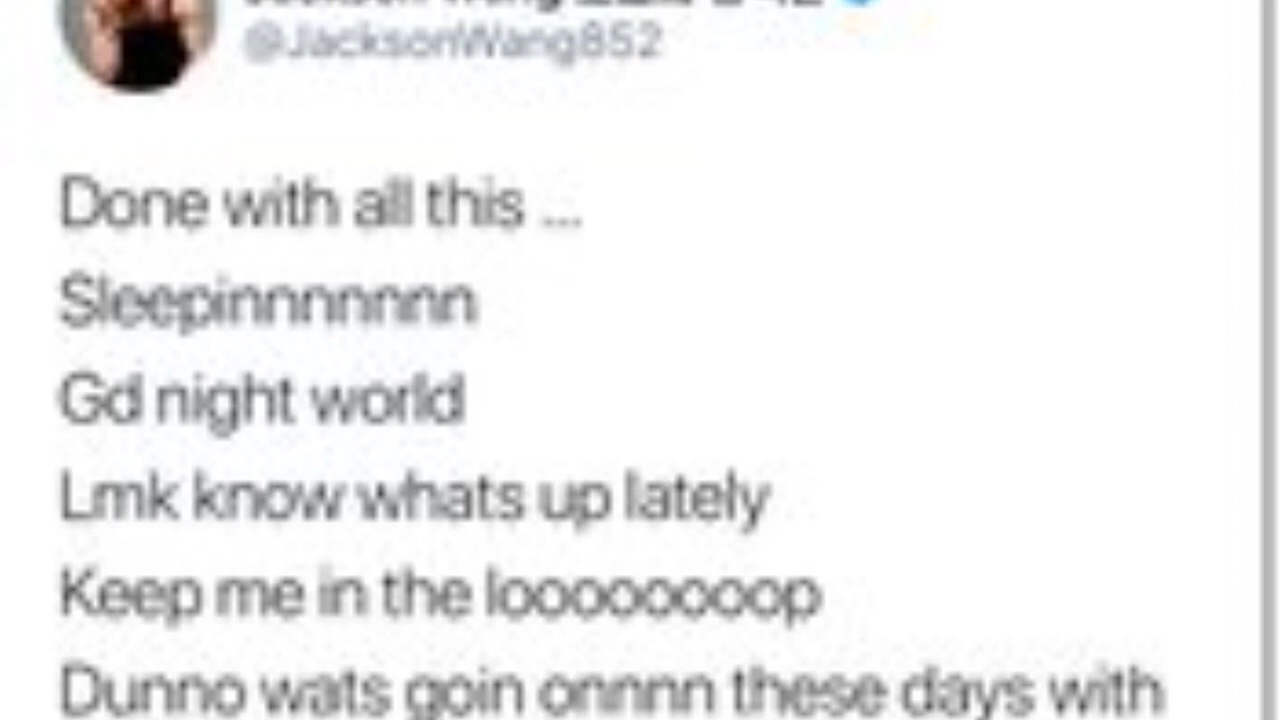 @JacksonWang852
Done with all this ...
Sleepinnnnnnn
Gd night world
Lmk know whats up lately
Keep me in the loooooooop
Dunno wats goin onnnn these days with